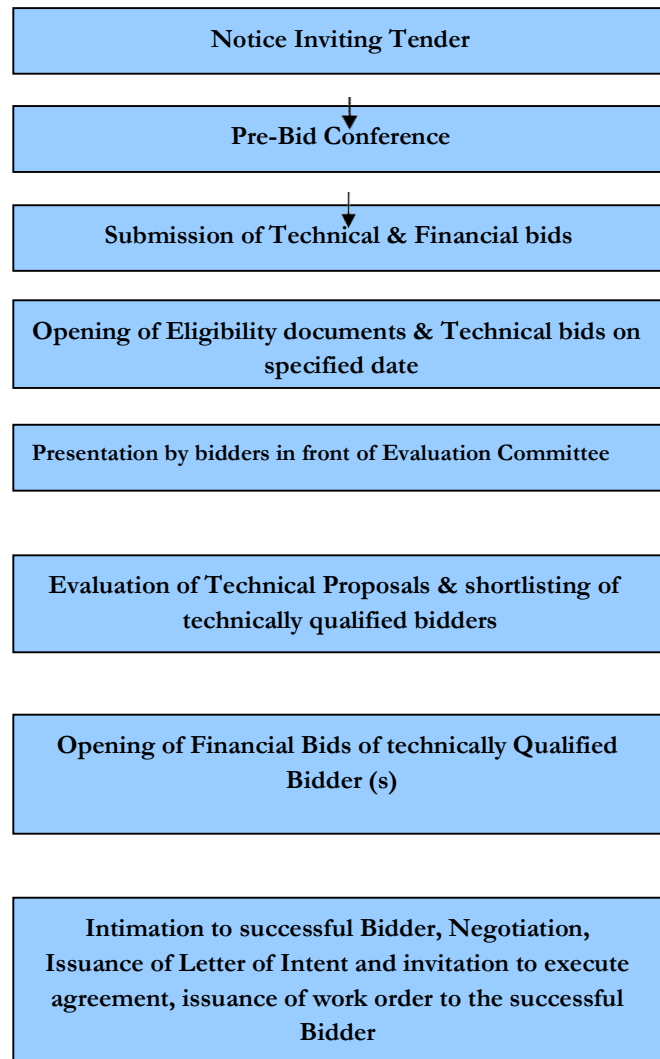 Notice Inviting Tender
Pre-Bid Conference
Submission of Technical & Financial bids
Opening of Eligibility documents & Technical bids on
specified date
Presentation by bidders in front of Evaluation Committee
Evaluation of Technical Proposals & shortlisting of
technically qualified bidders
Opening of Financial Bids of technically Qualified
Bidder (s)
Intimation to successful Bidder, Negotiation,
Issuance of Letter of Intent and invitation to execute
agreement, issuance of work order to the successful
Bidder